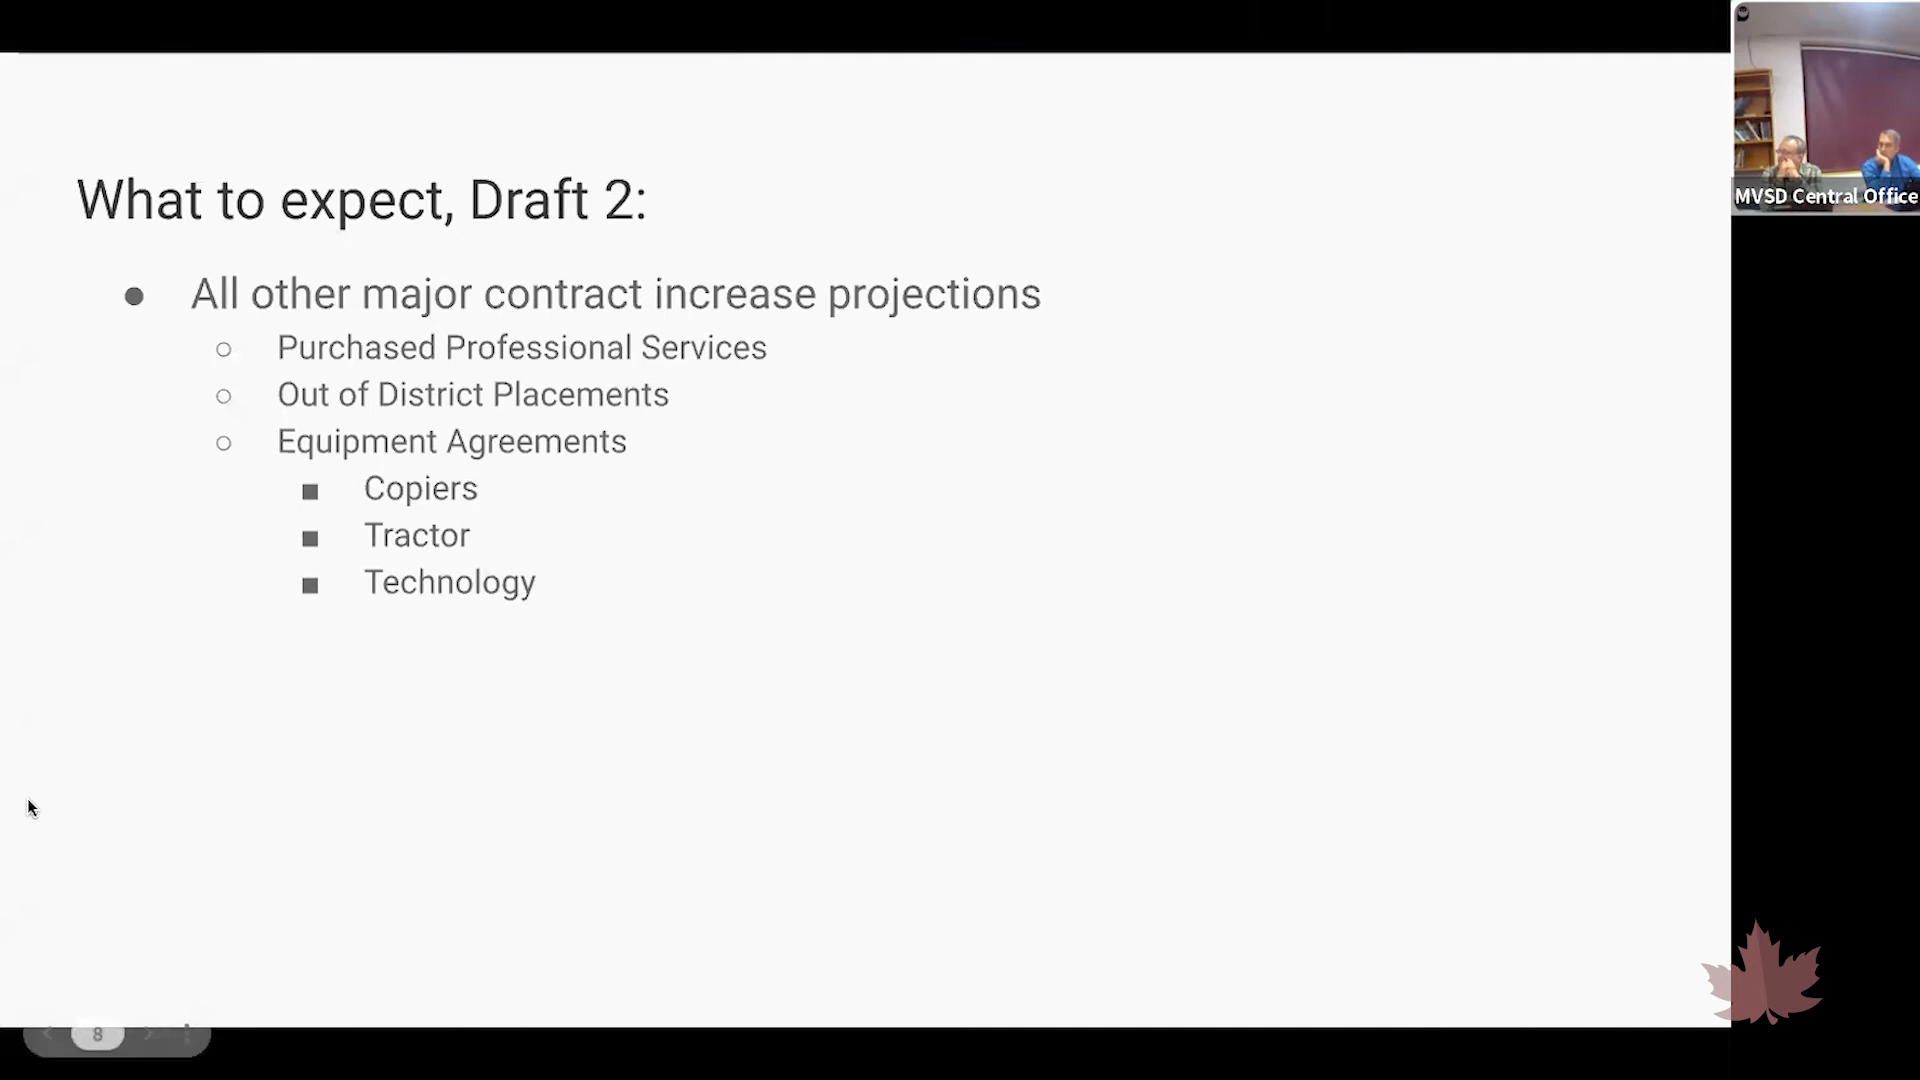 What to expect, Draft 2:
● All other major contract increase projections
○ Purchased Professional Services
○ Out of District Placements
○ Equipment Agreements
■ Copiers
■ Tractor
■ Technology
MVSD Central Office
8